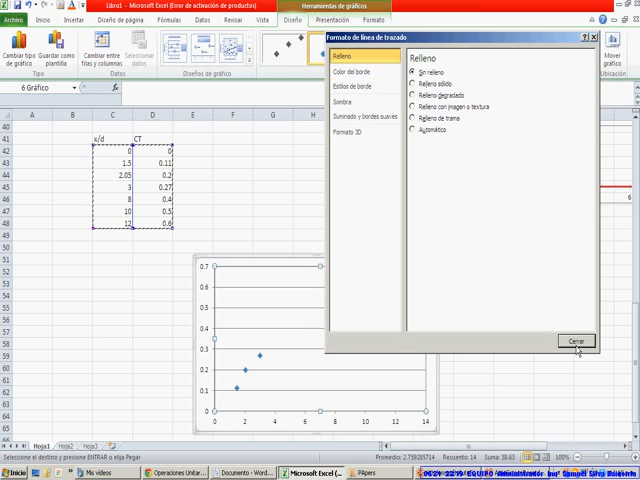 Libro1 - Microsoft Excel (Error de activación de productos)
Herramientas de gráficos
Archivo Inicio Insertar Diseño de página Fórmulas Datos Revisar Vista Diseño Presentación Formato
Cambiar tipo de gráfico
Guardar como plantilla
Cambiar entre filas y columnas
Seleccionar datos
Mover gráfico
Tipo Datos Diseños de gráfico Ubicación
6 Gráfico
A B C D E F G H
40
41 x/d CT
42 0 0
43 1.5 0.11
44 2.05 0.2
45 3 0.27
46 8 0.4
47 10 0.5
48 12 0.6
49
50
51
52
53
54
55
56
57
58
59
60
61
62
63
64
65
6
Formato de línea de trazado
Relleno
Color del borde
Estilos de borde
Sombra
Iluminado y bordes suaves
Formato 3D
Relleno
Sin relleno
Relleno sólido
Relleno degradado
Relleno con imagen o textura
Relleno de trama
Automático
Cerrar
0.7
0.6
0.5
0.4
0.3
0.2
0.1
0
0 2 4 6 8 10 12 14
Hoja1 Hoja2 Hoja3
Seleccione el destino y presione ENTRAR o elija Pegar
Promedio: 2.759285714 Recuento: 14 Suma: 38.63 100%
Inicio Mis videos Operaciones Unitar... Documento - Word... Microsoft Excel (... PApers